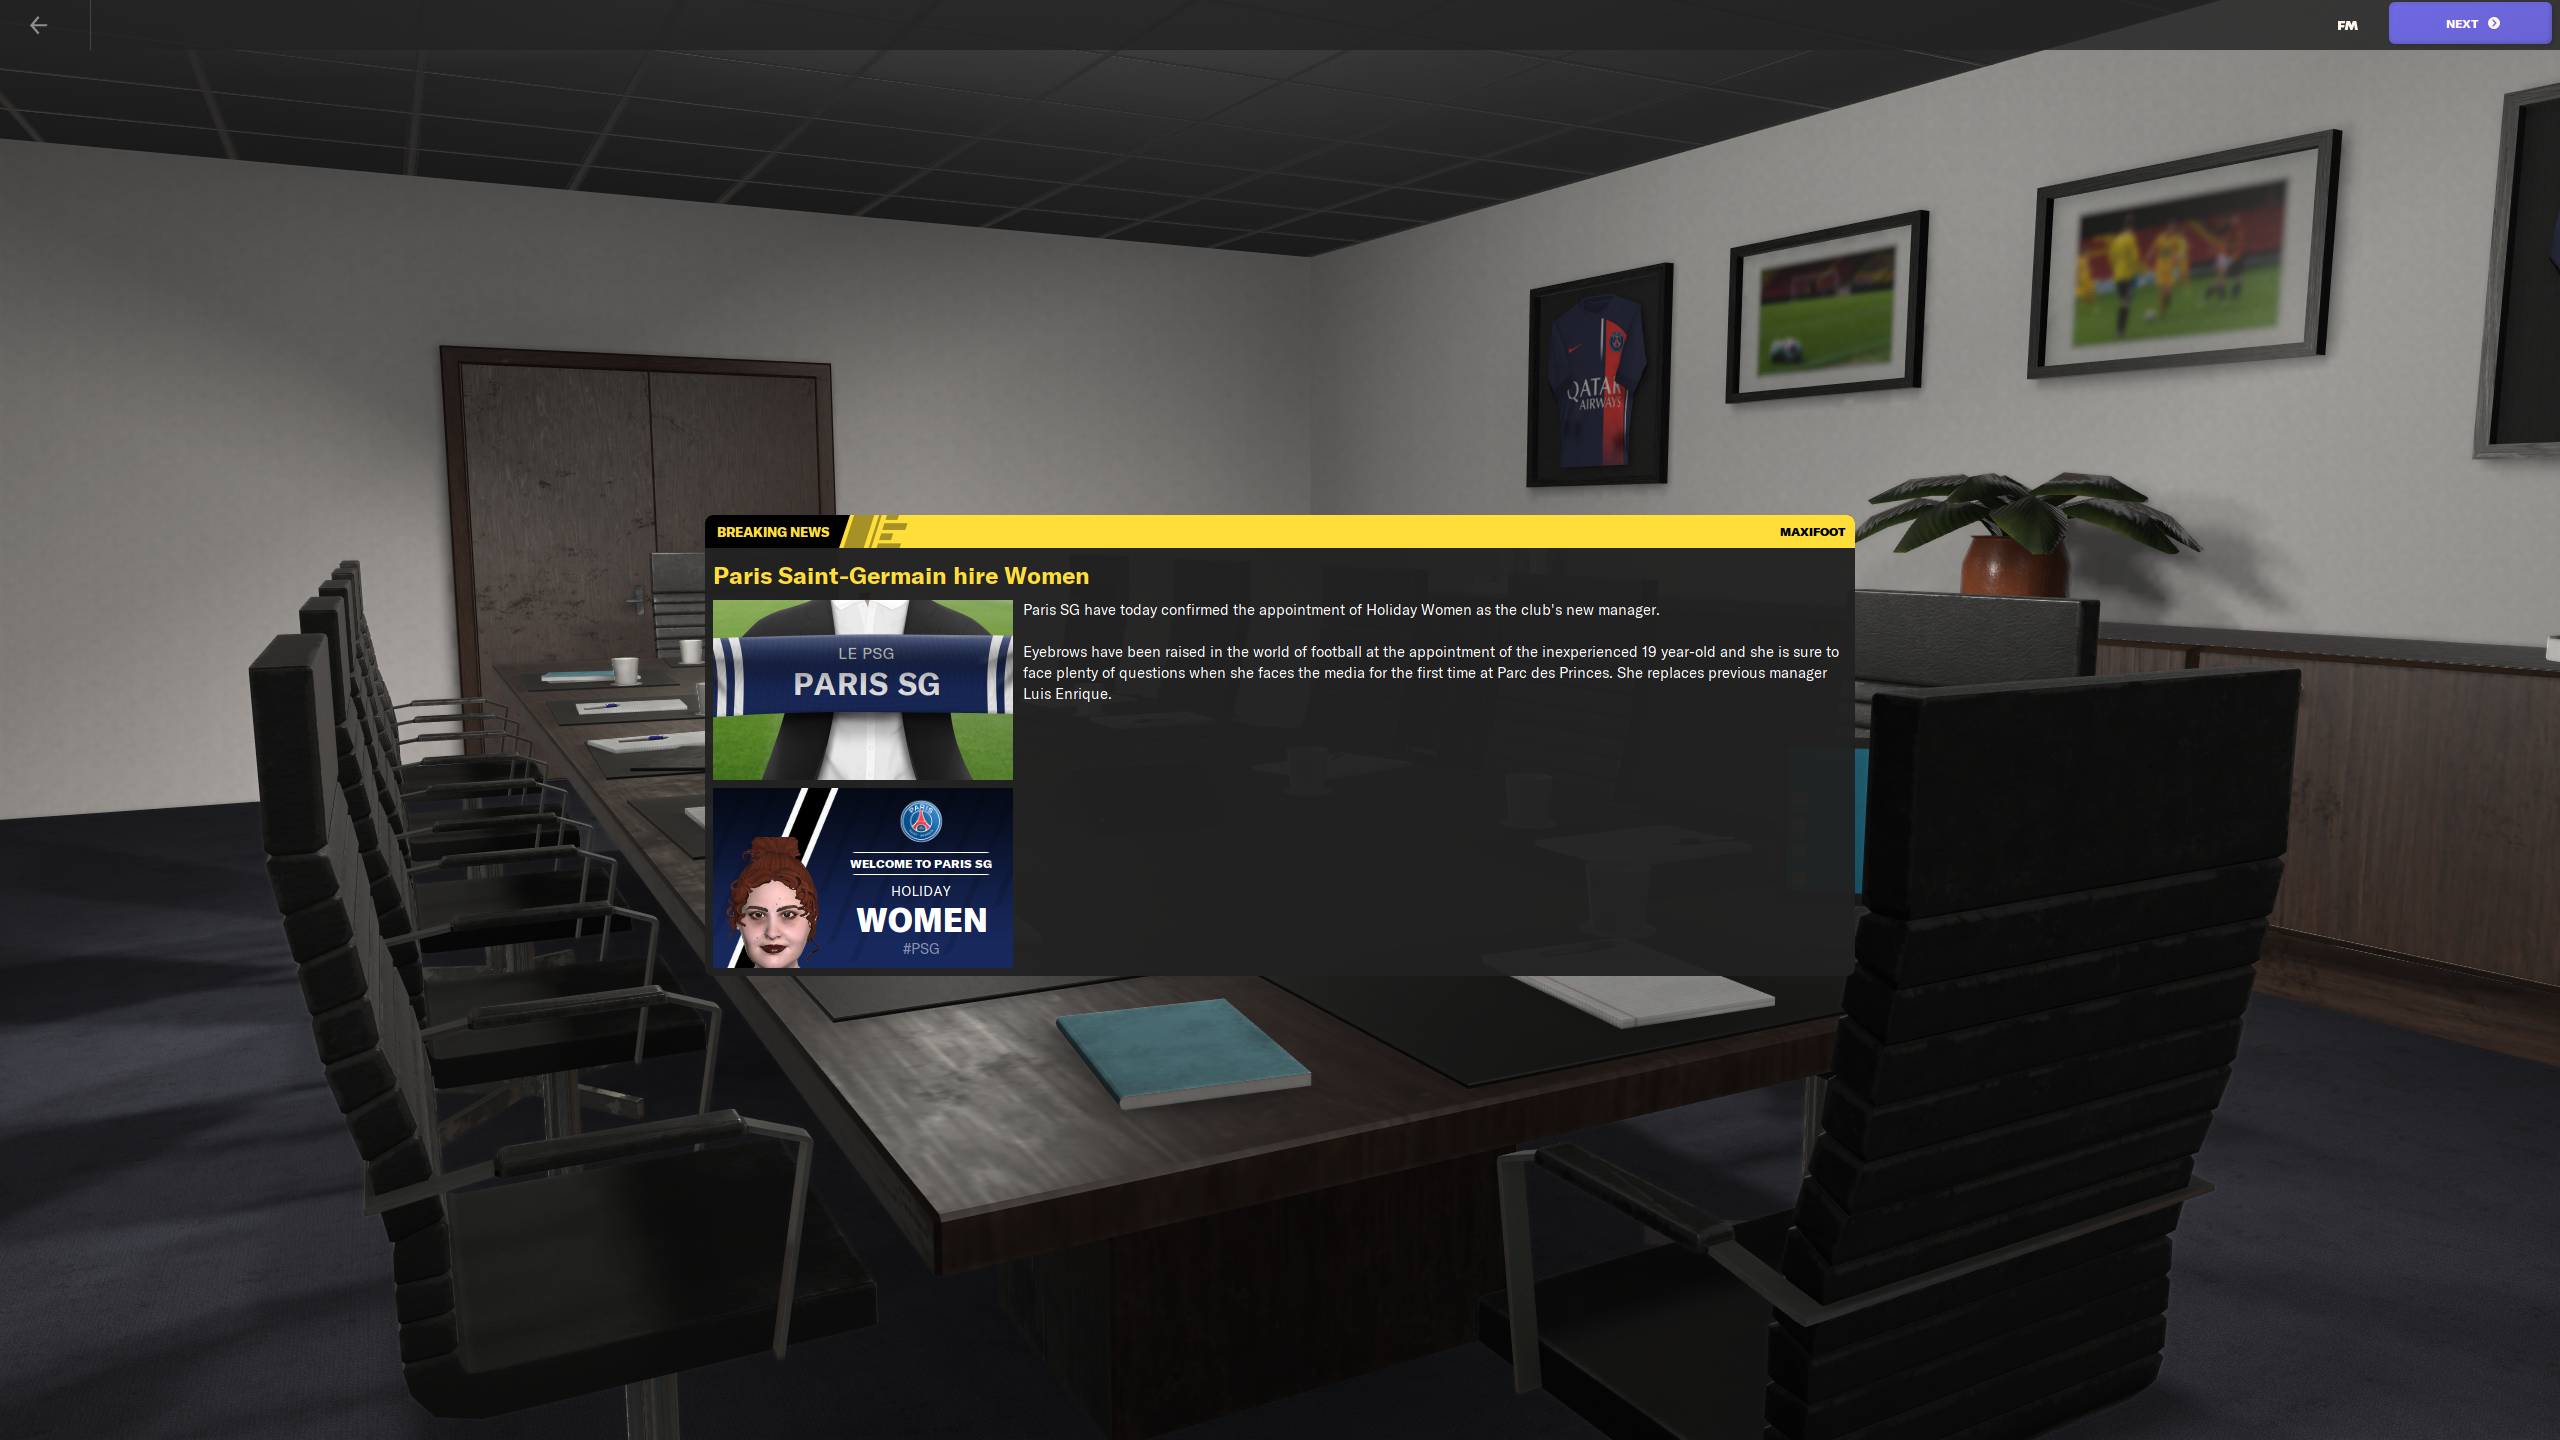 FM
NEXT
QATAR
AIRWAYS
BREAKING NEWS
MAXIFOOT
Paris Saint-Germain hire Women
LE PSG
PARIS SG
Paris SG have today confirmed the appointment of Holiday Women as the club's new manager.
Eyebrows have been raised in the world of football at the appointment of the inexperienced 19 year-old and she is sure to
face plenty of questions when she faces the media for the first time at Parc des Princes. She replaces previous manager
Luis Enrique.
PARIS
WELCOME TO PARIS SG
HOLIDAY
WOMEN
#PSG